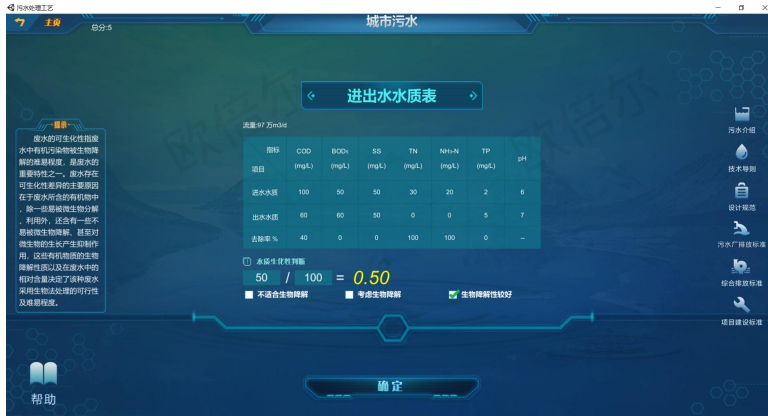 污水处理工艺
主页
总分:5
城市污水
进出水水质表
流量:97 万m3/d
指标 COD BOD₅ SS TN NH₃-N TP pH
项目 (mg/L) (mg/L) (mg/L) (mg/L) (mg/L) (mg/L)
进水水质 100 50 50 30 20 2 6
出水水质 60 60 50 0 0 5 7
去除率 % 40 0 0 100 100 0 –
水质生化性判断
50 / 100 = 0.50
不适合生物降解 考虑生物降解 生物降解性较好
提示
废水的可生化性指废
水中有机污染物被生物降
解的难易程度，是废水的
重要特性之一。废水存在
可生化性差异的主要原因
在于废水所含的有机物中
，除一些易被微生物分解
、利用外，还含有一些不
易被微生物降解、甚至对
微生物的生长产生抑制作
用，这些有机物质的生物
降解性质以及在废水中的
相对含量决定了该种废水
采用生物法处理的可行性
及难易程度。
污水介绍
技术导则
设计规范
污水厂排放标准
综合排放标准
项目建设标准
帮助
确定
欧倍尔
欧倍尔